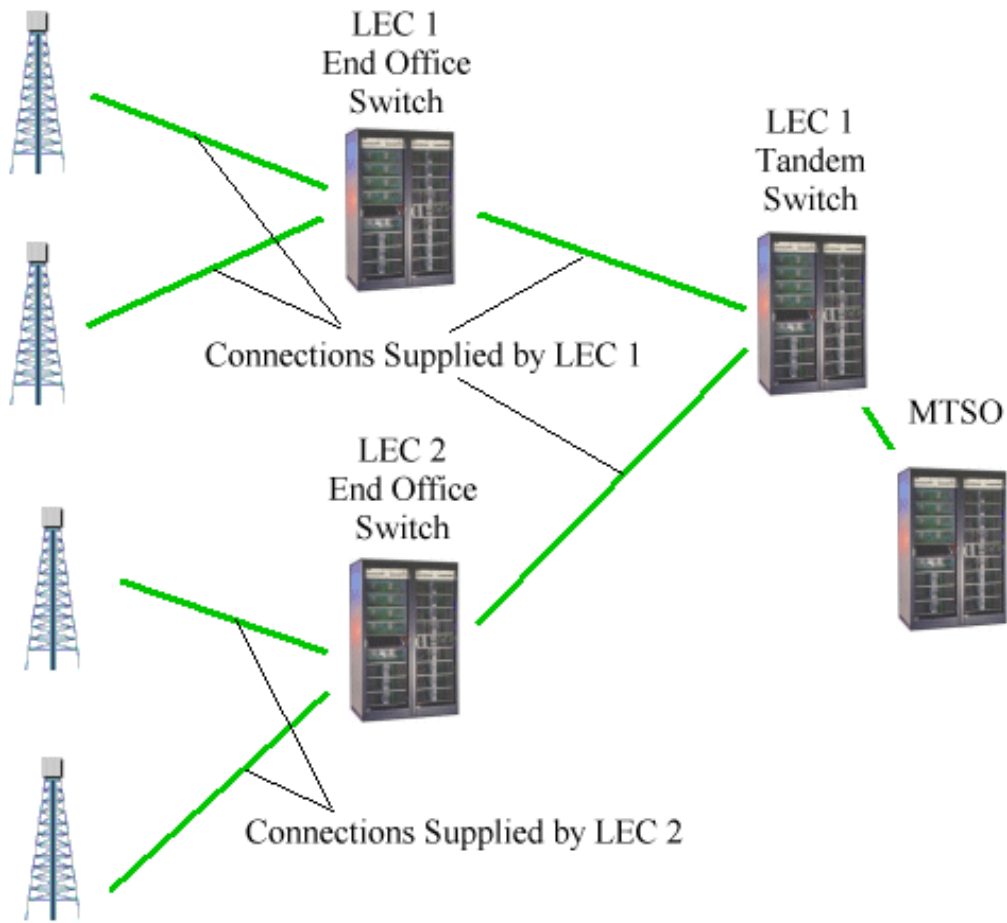 LEC 1
End Office
Switch
LEC 1
Tandem
Switch
Connections Supplied by LEC 1
MTSO
LEC 2
End Office
Switch
Connections Supplied by LEC 2